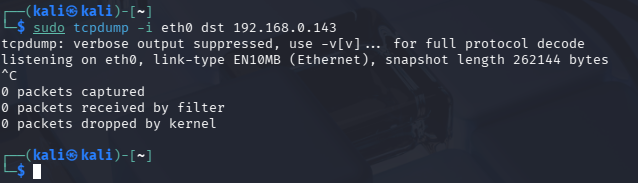 ┌──(kali㉿kali)-[~]
└─$ sudo tcpdump -i eth0 dst 192.168.0.143
tcpdump: verbose output suppressed, use -v[v]... for full protocol decode
listening on eth0, link-type EN10MB (Ethernet), snapshot length 262144 bytes
^C
0 packets captured
0 packets received by filter
0 packets dropped by kernel
┌──(kali㉿kali)-[~]
└─$